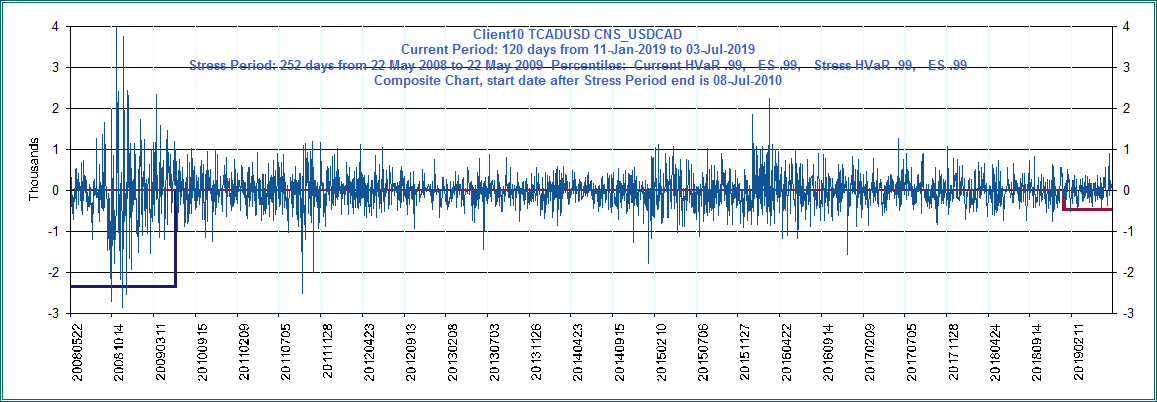 Client10 TCADUSD CNS_USDCAD
Current Period: 120 days from 11-Jan-2019 to 03-Jul-2019
Stress Period: 252 days from 22 May 2008 to 22 May 2009 Percentiles: Current HVaR .99, ES .99, Stress HVaR .99, ES .99
Composite Chart, start date after Stress Period end is 08-Jul-2010
4 4
3 3
2 2
1 1
0 0
-1 -1
-2 -2
-3 -3
Thousands
20080522 20081014 20090311 20100915 20110209 20110705 20111128 20120423 20120913 20130208 20130703 20131126 20140423 20140915 20150210 20150706 20151127 20160422 20160914 20170209 20170705 20171128 20180424 20180914 20190211